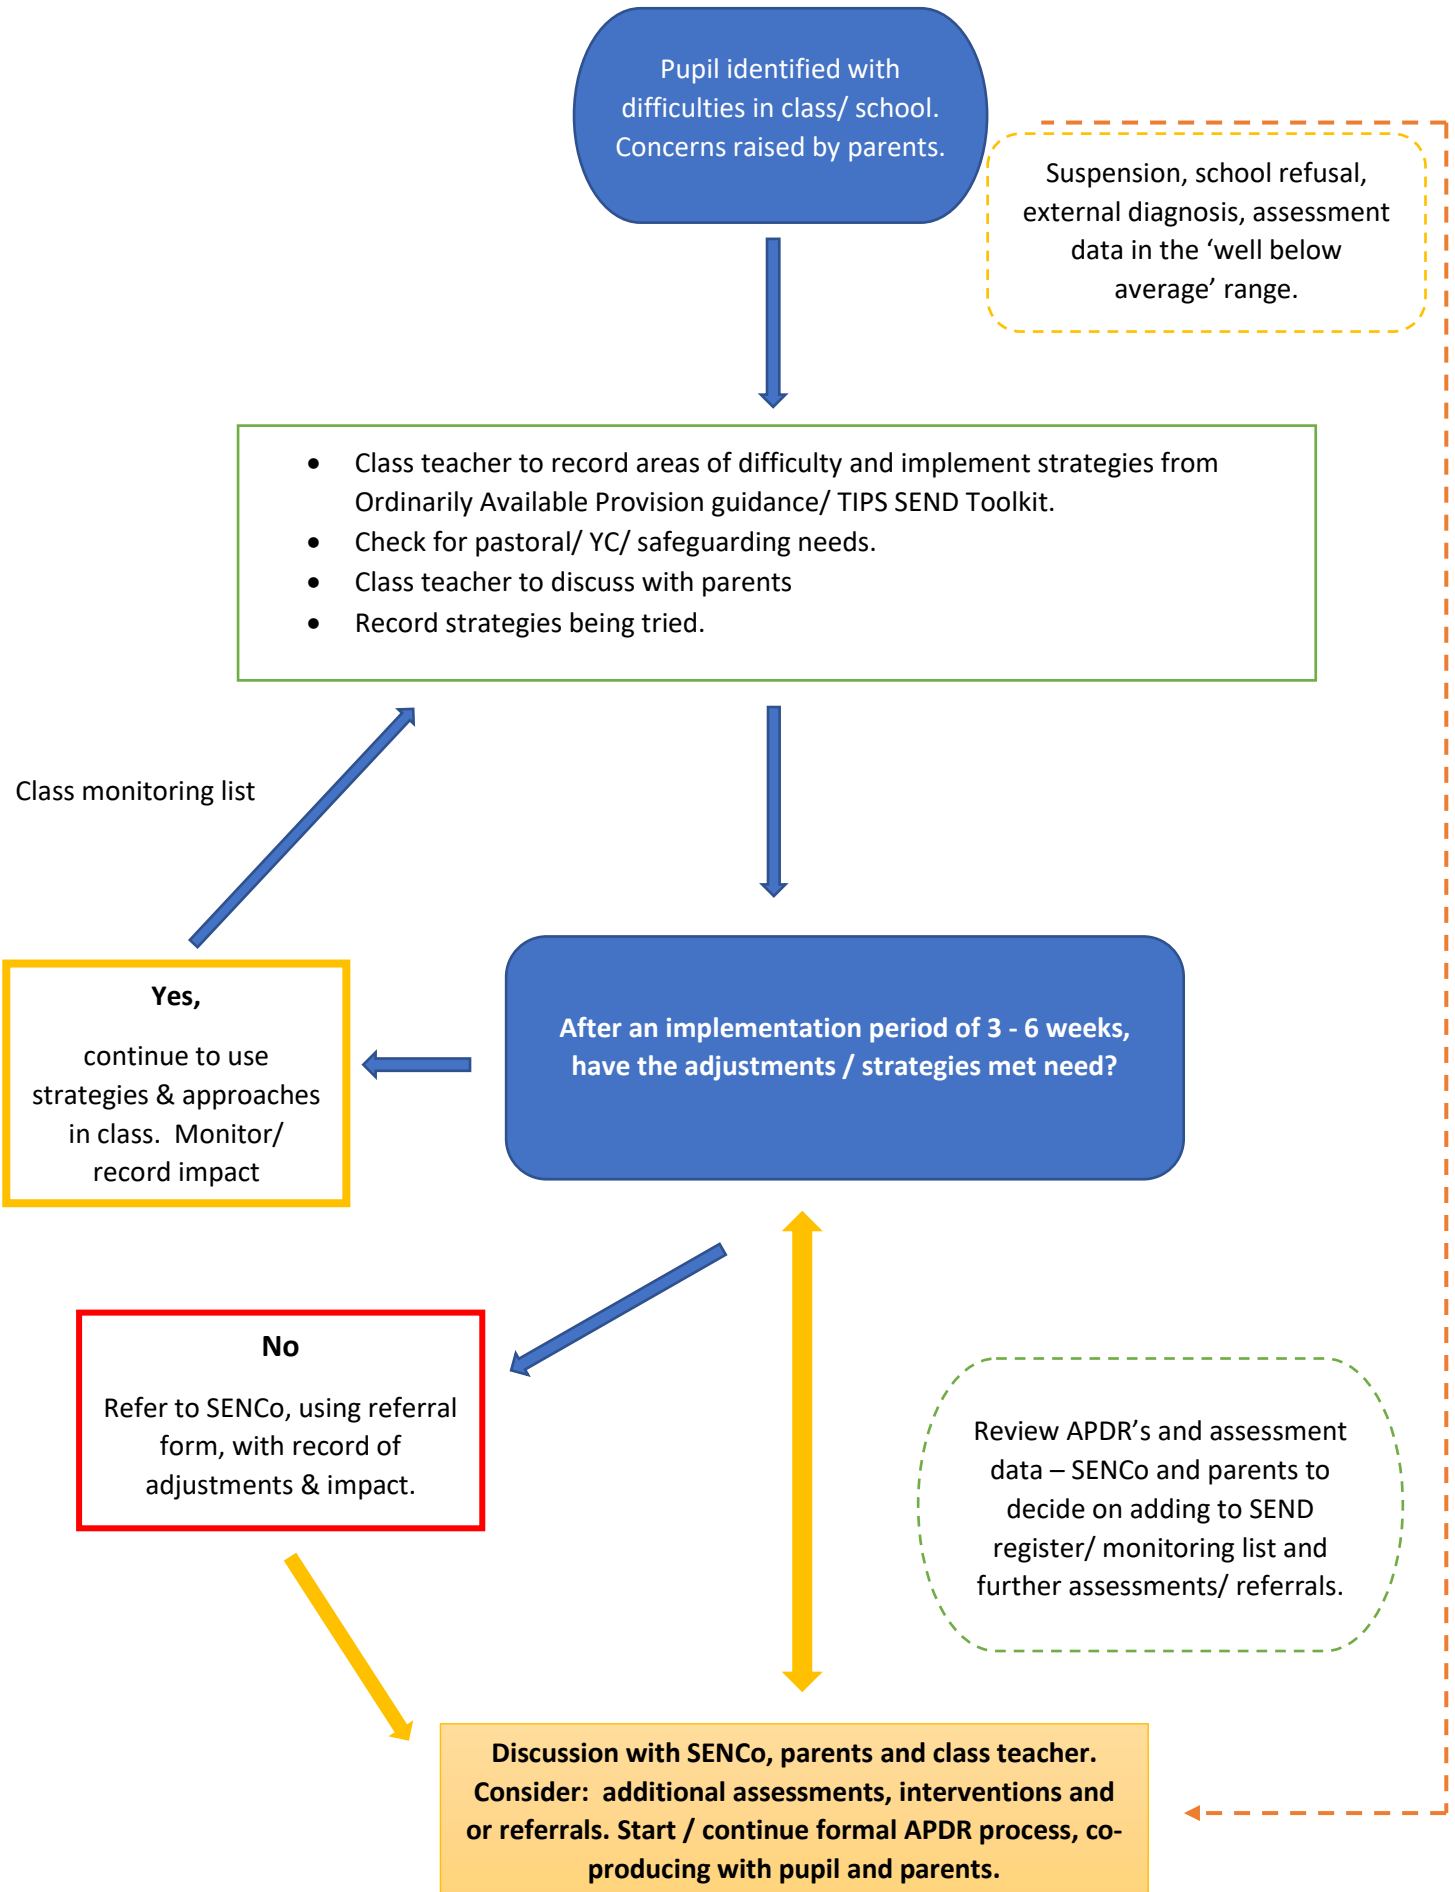 Pupil identified with
difficulties in class/ school.
Concerns raised by parents.
Suspension, school refusal,
external diagnosis, assessment
data in the ‘well below
average’ range.
• Class teacher to record areas of difficulty and implement strategies from
Ordinarily Available Provision guidance/ TIPS SEND Toolkit.
• Check for pastoral/ YC/ safeguarding needs.
• Class teacher to discuss with parents
• Record strategies being tried.
Class monitoring list
Yes,
continue to use
strategies & approaches
in class.  Monitor/
record impact
After an implementation period of 3 - 6 weeks,
have the adjustments / strategies met need?
No
Refer to SENCo, using referral
form, with record of
adjustments & impact.
Review APDR’s and assessment
data – SENCo and parents to
decide on adding to SEND
register/ monitoring list and
further assessments/ referrals.
Discussion with SENCo, parents and class teacher.
Consider:  additional assessments, interventions and
or referrals. Start / continue formal APDR process, co-
producing with pupil and parents.